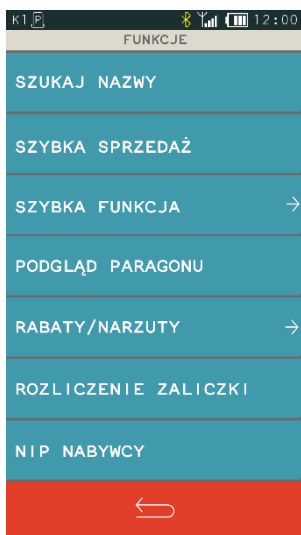 K1 P 12:00
FUNKCJE
SZUKAJ NAZWY
SZYBKA SPRZEDAŻ
SZYBKA FUNKCJA
PODGLĄD PARAGONU
RABATY/NARZUTY
ROZLICZENIE ZALICZKI
NIP NABYWCY